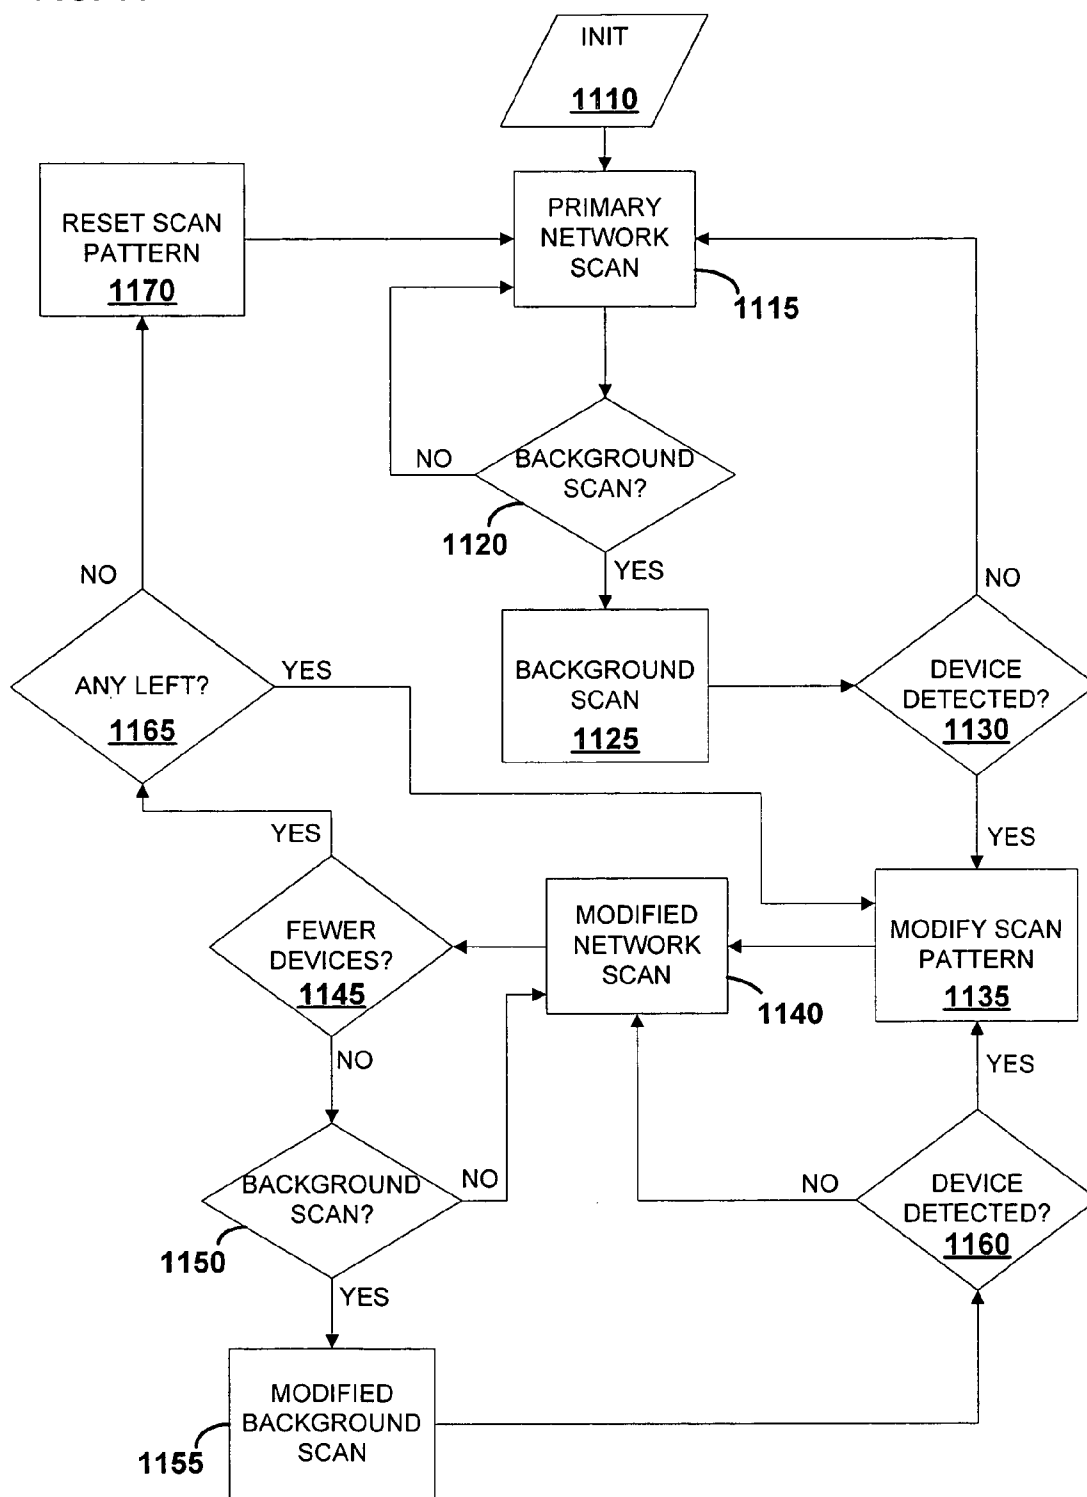 INIT
1110
RESET SCAN
PATTERN
1170
PRIMARY
NETWORK
SCAN
1115
NO
BACKGROUND
SCAN?
1120
YES
NO
NO
ANY LEFT?
1165
YES
BACKGROUND
SCAN
1125
DEVICE
DETECTED?
1130
YES
YES
FEWER
DEVICES?
1145
MODIFIED
NETWORK
SCAN
1140
MODIFY SCAN
PATTERN
1135
NO
YES
BACKGROUND
SCAN?
1150
NO
NO
DEVICE
DETECTED?
1160
YES
MODIFIED
BACKGROUND
SCAN
1155